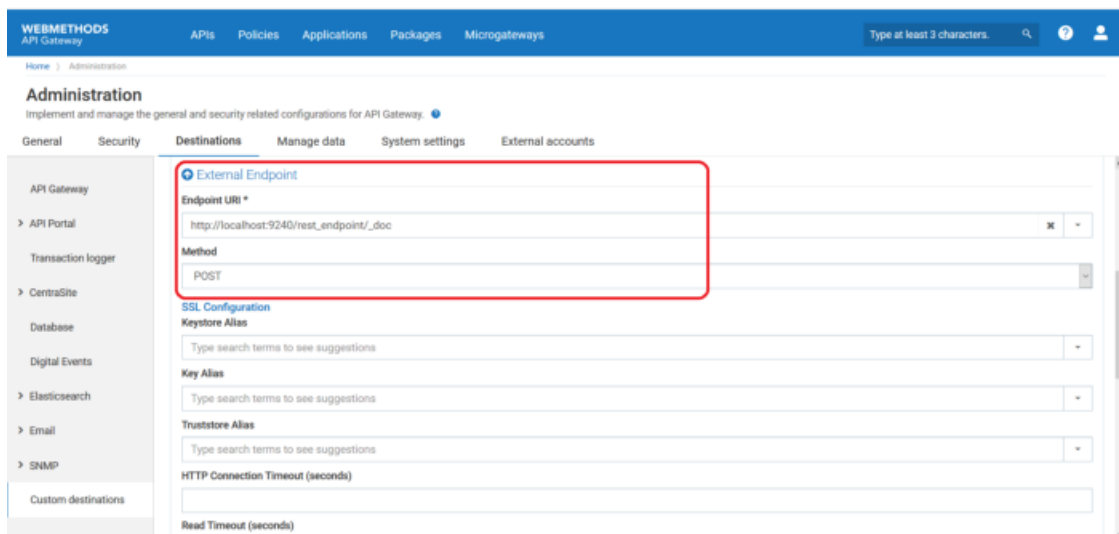 WEBMETHODS
API Gateway
APIs Policies Applications Packages Microgateways
Type at least 3 characters.
Home Administration
Administration
Implement and manage the general and security related configurations for API Gateway.
General Security Destinations Manage data System settings External accounts
API Gateway
API Portal
Transaction logger
CentraSite
Database
Digital Events
Elasticsearch
Email
SNMP
Custom destinations
External Endpoint
Endpoint URI *
http://localhost:9240/rest_endpoint/_doc
Method
POST
SSL Configuration
Keystore Alias
Type search terms to see suggestions
Key Alias
Type search terms to see suggestions
Truststore Alias
Type search terms to see suggestions
HTTP Connection Timeout (seconds)
Read Timeout (seconds)